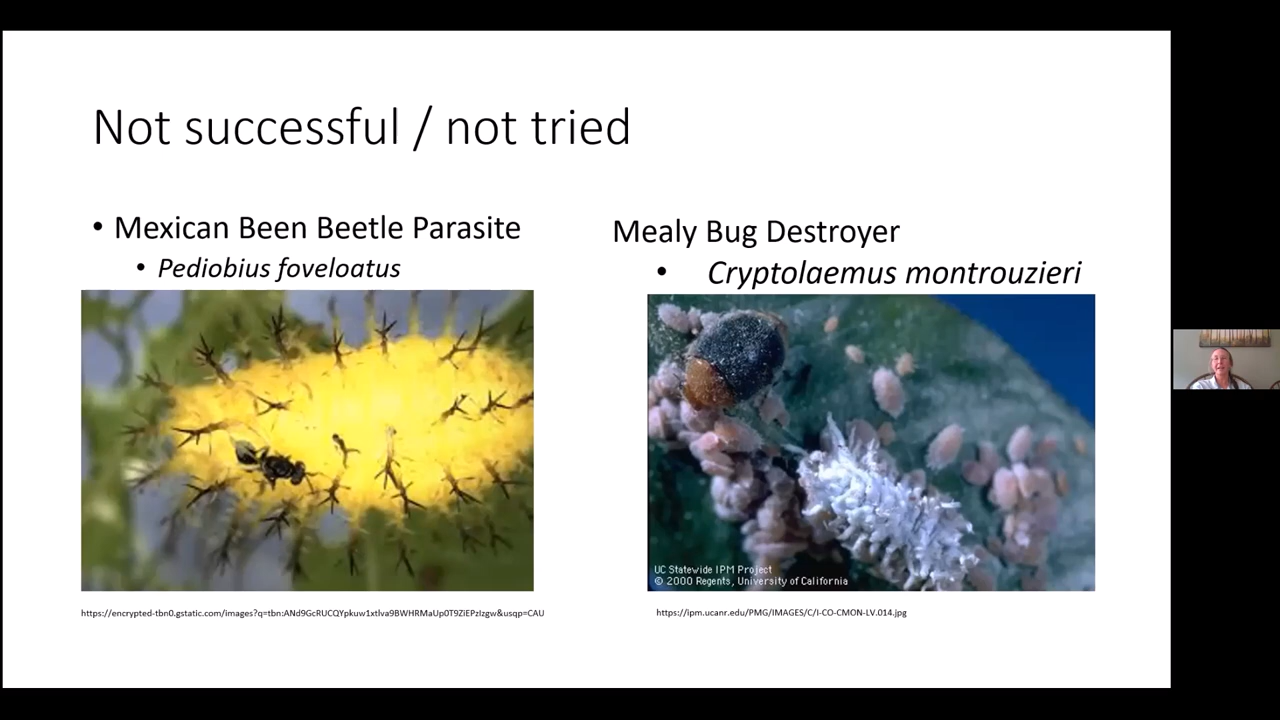 Not successful / not tried
• Mexican Been Beetle Parasite
• Pediobius foveloatus
Mealy Bug Destroyer
• Cryptolaemus montrouzieri
UC Statewide IPM Project
© 2000 Regents, University of California
https://encrypted-tbn0.gstatic.com/images?q=tbn:ANd9GcRUCQYpkuw1xtlva9BWHRMaUp0T9ZiEPzIzgw&usqp=CAU
https://ipm.ucanr.edu/PMG/IMAGES/C/I-CO-CMON-LV.014.jpg